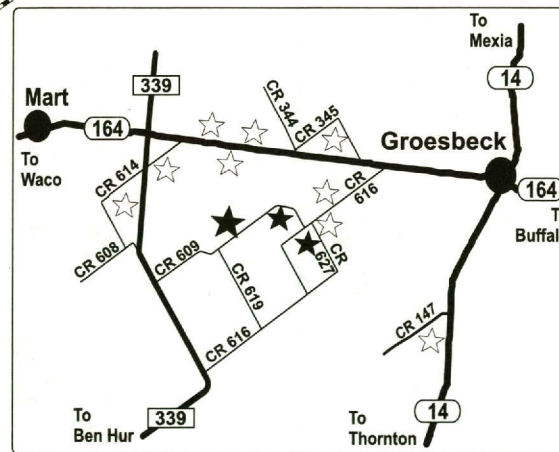 To
Mexia
339
14
Mart
164
CR 344
CR 345
Groesbeck
To
Waco
CR 614
CR
616
164
Buffal
CR 608
CR 609
CR
627
CR 619
CR 147
CR 616
To
Ben Hur
339
To
Thornton
14